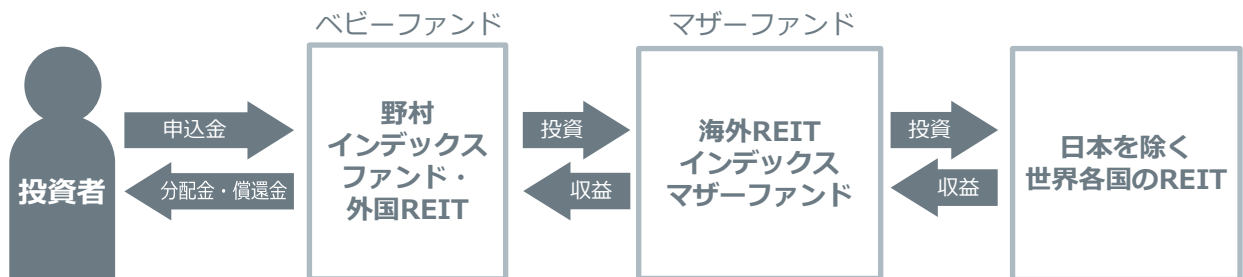 ベビーファンド
マザーファンド
投資者
申込金
分配金・償還金
野村
インデックス
ファンド・
外国REIT
投資
収益
海外REIT
インデックス
マザーファンド
投資
収益
日本を除く
世界各国のREIT